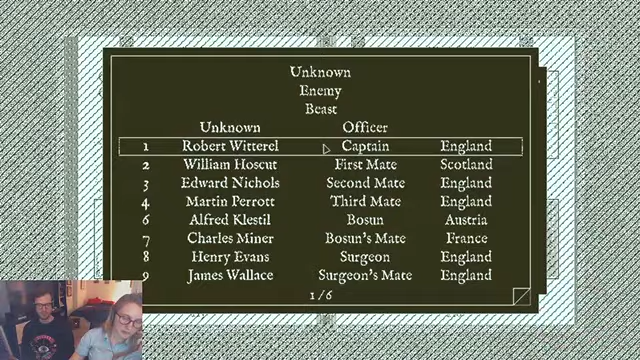 Unknown
Enemy
Beast
Unknown Officer
1 Robert Witterel Captain England
2 William Hoscut First Mate Scotland
3 Edward Nichols Second Mate England
4 Martin Perrott Third Mate England
6 Alfred Klestil Bosun Austria
7 Charles Miner Bosun's Mate France
8 Henry Evans Surgeon England
9 James Wallace Surgeon's Mate England
1/6